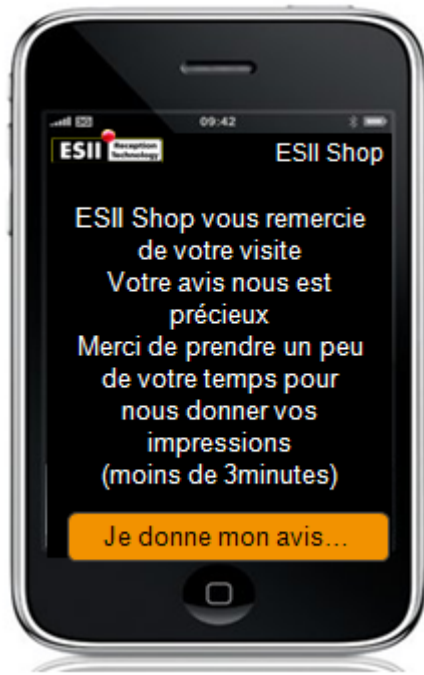 09:42
ESII Reception Technology
ESII Shop
ESII Shop vous remercie
de votre visite
Votre avis nous est
précieux
Merci de prendre un peu
de votre temps pour
nous donner vos
impressions
(moins de 3minutes)
Je donne mon avis...